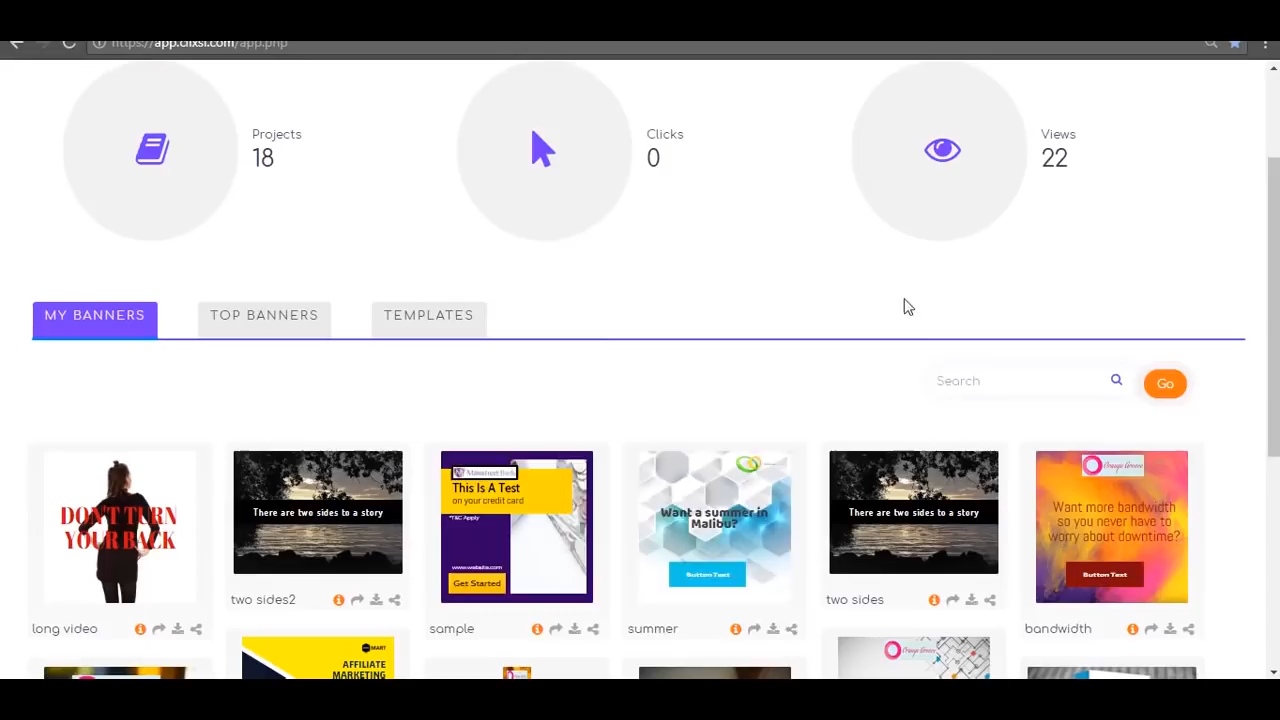 https://app.clixsi.com/app.php
Projects
18
Clicks
0
Views
22
MY BANNERS
TOP BANNERS
TEMPLATES
Search
Go
DON'T TURN
YOUR BACK
long video
There are two sides to a story
two sides2
This Is A Test
on your credit card
*T&C Apply
Get Started
sample
Want a summer in
Malibu?
Button Text
summer
There are two sides to a story
two sides
Orange Groove
Want more bandwidth
so you never have to
worry about downtime?
Button Text
bandwidth
AFFILIATE
MARKETING